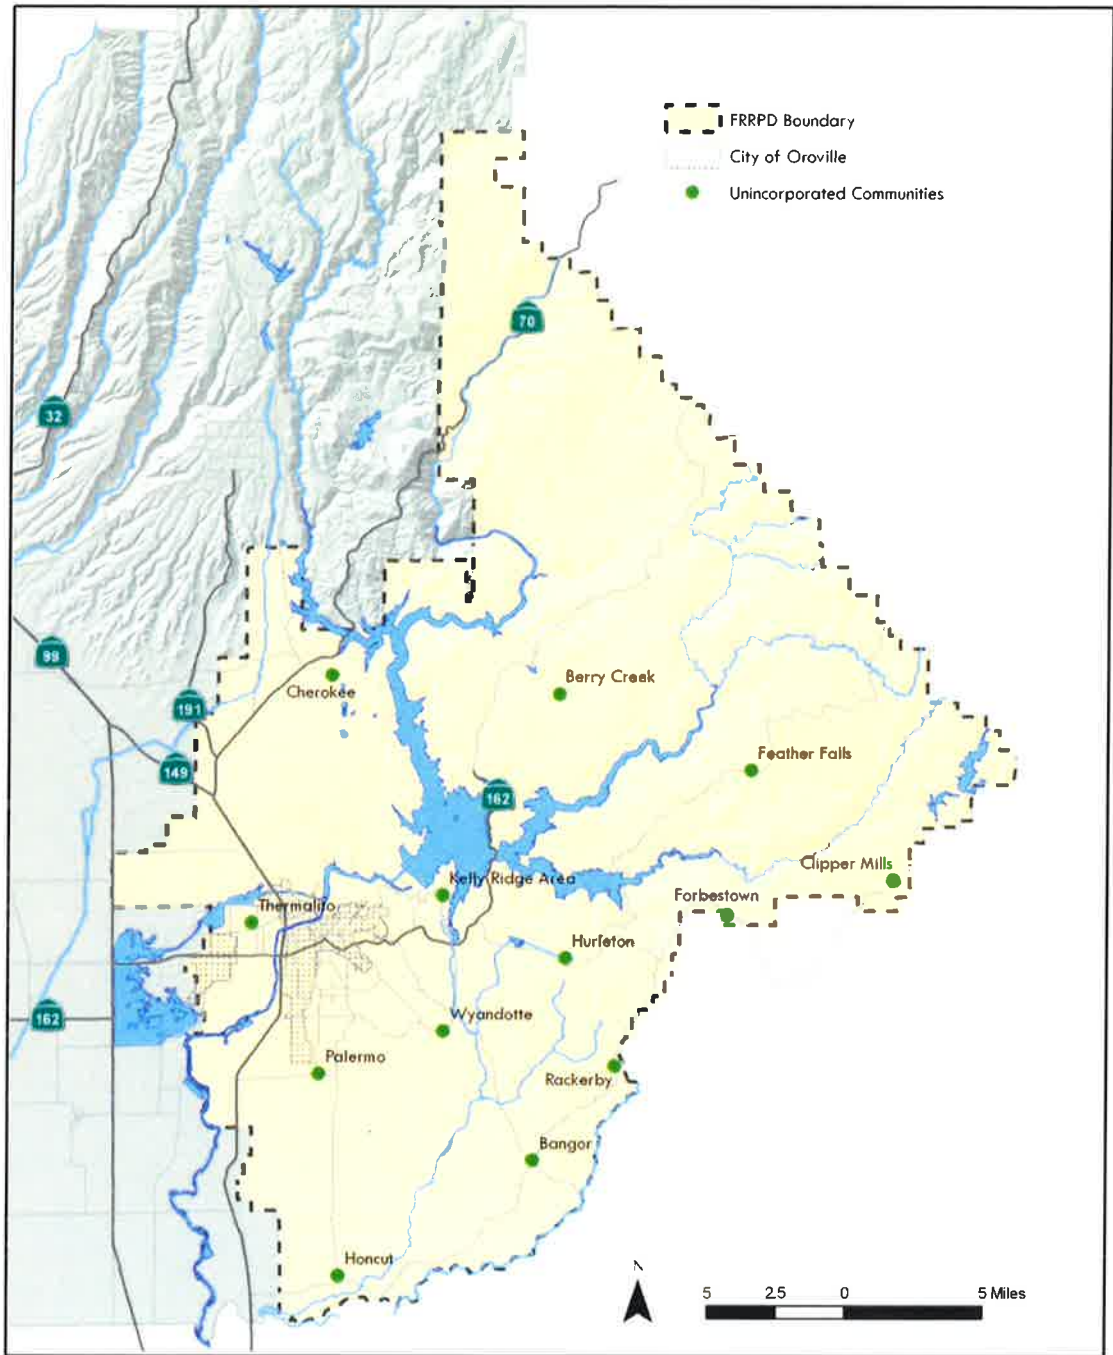 FRRPD Boundary
City of Oroville
Unincorporated Communities
70
32
99
Cherokee
Berry Creek
191
Feather Falls
149
162
Clipper Mills
Kelly Ridge Area
Forbestown
Thermalito
Hurleton
162
Wyandotte
Palermo
Rackerby
Bangor
Honcut
N
5 2.5 0 5 Miles